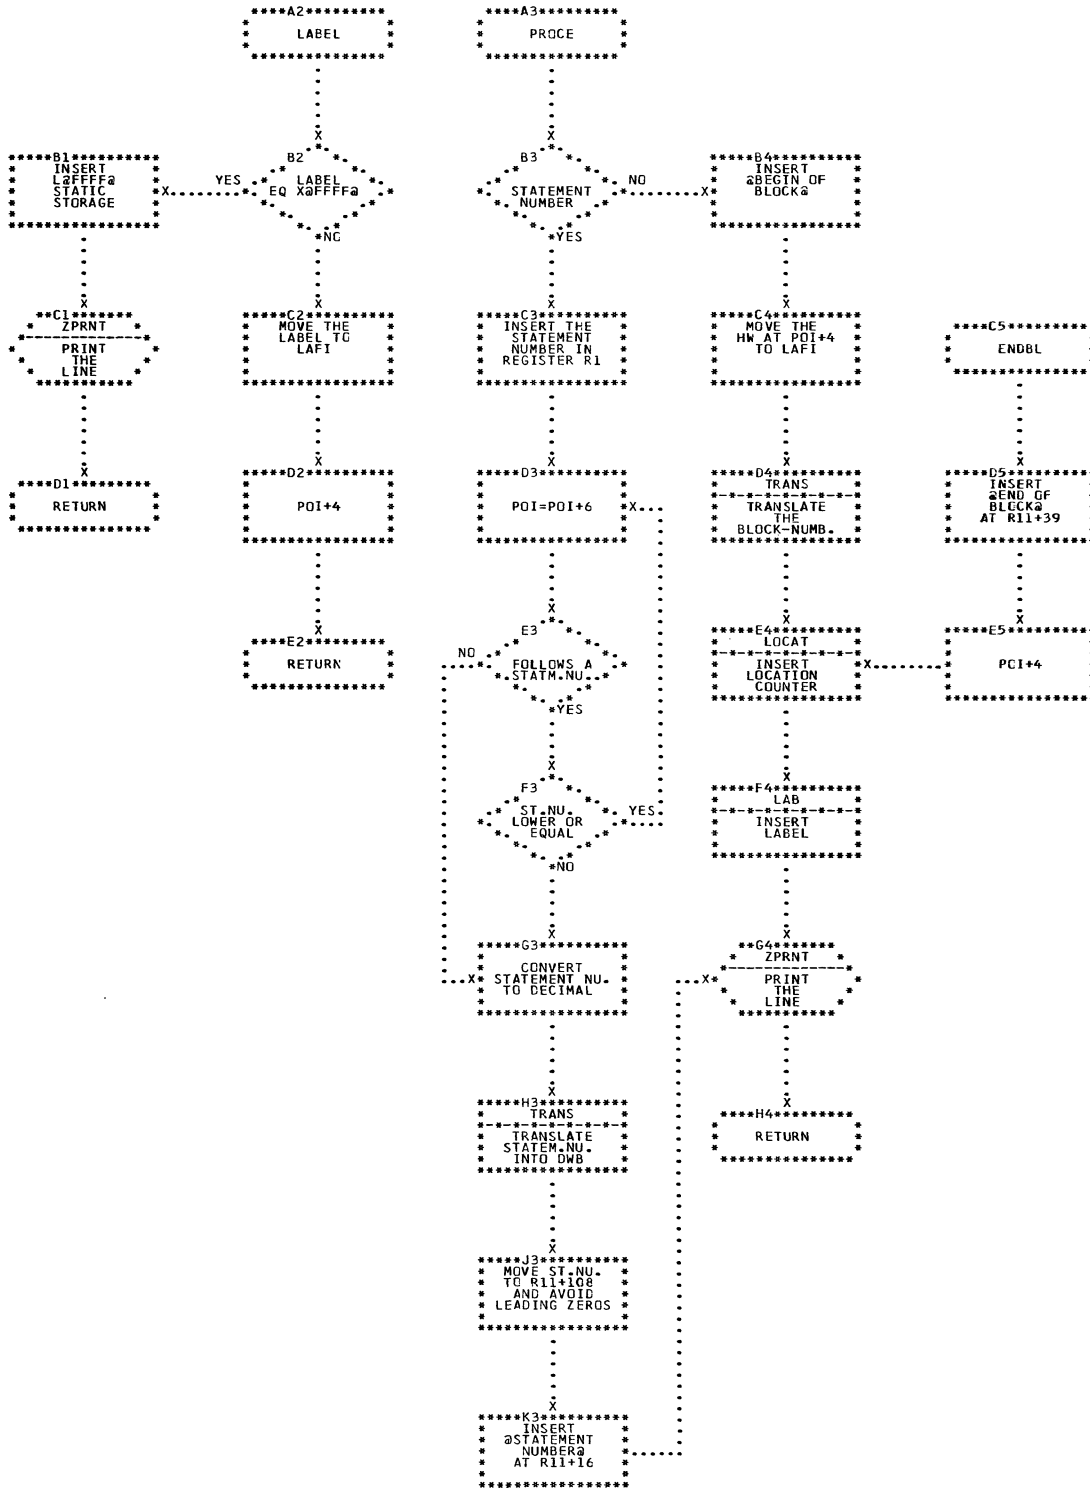 A2
LABEL
A3
PROCE
B1
INSERT
L@FFFF@
STATIC
STORAGE
YES
B2
LABEL
EQ X@FFFF@
NO
B3
STATEMENT
NUMBER
NO
YES
B4
INSERT
@BEGIN OF
BLOCK@
C1
ZPRNT
PRINT
THE
LINE
C2
MOVE THE
LABEL TO
LAFI
C3
INSERT THE
STATEMENT
NUMBER IN
REGISTER R1
C4
MOVE THE
HW AT POI+4
TO LAFI
C5
ENDBL
D1
RETURN
D2
POI+4
D3
POI=POI+6
D4
TRANS
TRANSLATE
THE
BLOCK-NUMB.
D5
INSERT
@END OF
BLOCK@
AT R11+39
E2
RETURN
NO
E3
FOLLOWS A
STATM.NU.
YES
E4
LOCAT
INSERT
LOCATION
COUNTER
E5
POI+4
F3
ST.NU.
LOWER OR
EQUAL
YES
NO
F4
LAB
INSERT
LABEL
G3
CONVERT
STATEMENT NU.
TO DECIMAL
G4
ZPRNT
PRINT
THE
LINE
H3
TRANS
TRANSLATE
STATEM.NU.
INTO DWB
H4
RETURN
J3
MOVE ST.NU.
TO R11+108
AND AVOID
LEADING ZEROS
K3
INSERT
@STATEMENT
NUMBER@
AT R11+16